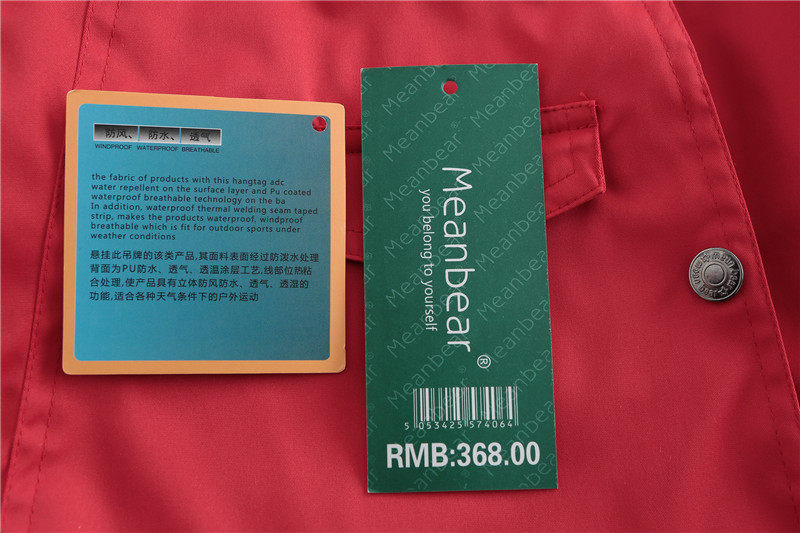 防风、 防水、 透气
WINDPROOF WATERPROOF BREATHABLE
the fabric of products with this hangtag adc
water repellent on the surface layer and Pu coated
waterproof breathable technology on the ba
In addition, waterproof thermal welding seam taped
strip, makes the products waterproof, windproof
breathable which is fit for outdoor sports under
weather conditions
悬挂此吊牌的该类产品,其面料表面经过防泼水处理
背面为PU防水、透气、透温涂层工艺,线部位热粘
合处理,使产品具有立体防风防水、透气、透湿的
功能,适合各种天气条件下的户外运动
Meanbear®
you belong to yourself
5 053425 574064
RMB:368.00